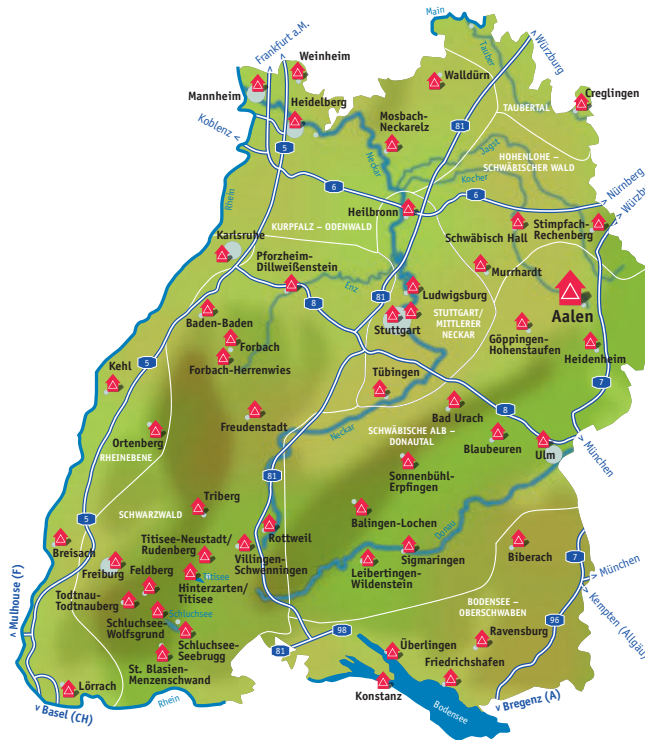 Main
Frankfurt a.M.
Weinheim
Tauber
Würzburg
Walldürn
Mannheim
Creglingen
Heidelberg
TAUBERTAL
Koblenz
Mosbach-
Neckarelz
81
5
Neckar
Jagst
HOHENLOHE –
SCHWÄBISCHER WALD
Kocher
6
6
Nürnberg
Rhein
Heilbronn
KURPFALZ – ODENWALD
Schwäbisch Hall
Stimpfach-
Rechenberg
Karlsruhe
Pforzheim-
Dillweißenstein
Murrhardt
Enz
81
Ludwigsburg
8
Baden-Baden
Stuttgart
STUTTGART/
MITTLERER
NECKAR
Aalen
Forbach
Göppingen-
Hohenstaufen
Heidenheim
Forbach-Herrenwies
5
Kehl
Tübingen
7
Bad Urach
8
Freudenstadt
Neckar
SCHWÄBISCHE ALB –
DONAUTAL
Ortenberg
Blaubeuren
Ulm
München
RHEINEBENE
81
Sonnenbühl-
Erpfingen
Triberg
SCHWARZWALD
5
Balingen-Lochen
Donau
Titisee-Neustadt/
Rudenberg
Rottweil
Breisach
Villingen-
Schwenningen
Sigmaringen
Biberach
7
Freiburg
Feldberg
Titisee
Hinterzarten/
Titisee
Leibertingen-
Wildenstein
München
Todtnau-
Todtnauberg
Schluchsee
BODENSEE –
OBERSCHWABEN
Kempten (Allgäu)
Mulhouse (F)
Schluchsee-
Wolfsgrund
98
96
Schluchsee-
Seebrugg
81
Überlingen
Ravensburg
St. Blasien-
Menzenschwand
Friedrichshafen
Lörrach
Konstanz
Rhein
Basel (CH)
Bodensee
Bregenz (A)